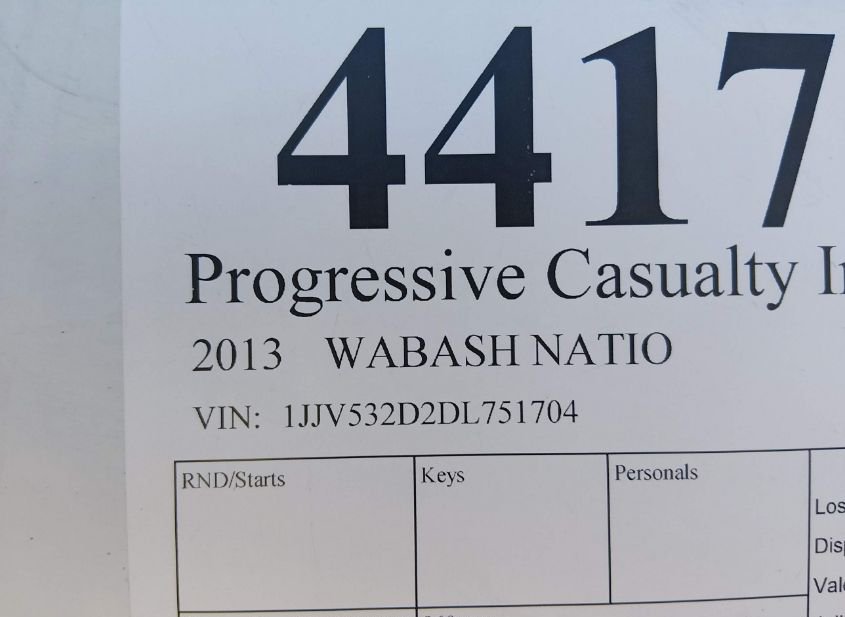 4417
Progressive Casualty
2013 WABASH NATIO
VIN: 1JJV532D2DL751704
RND/Starts Keys Personals